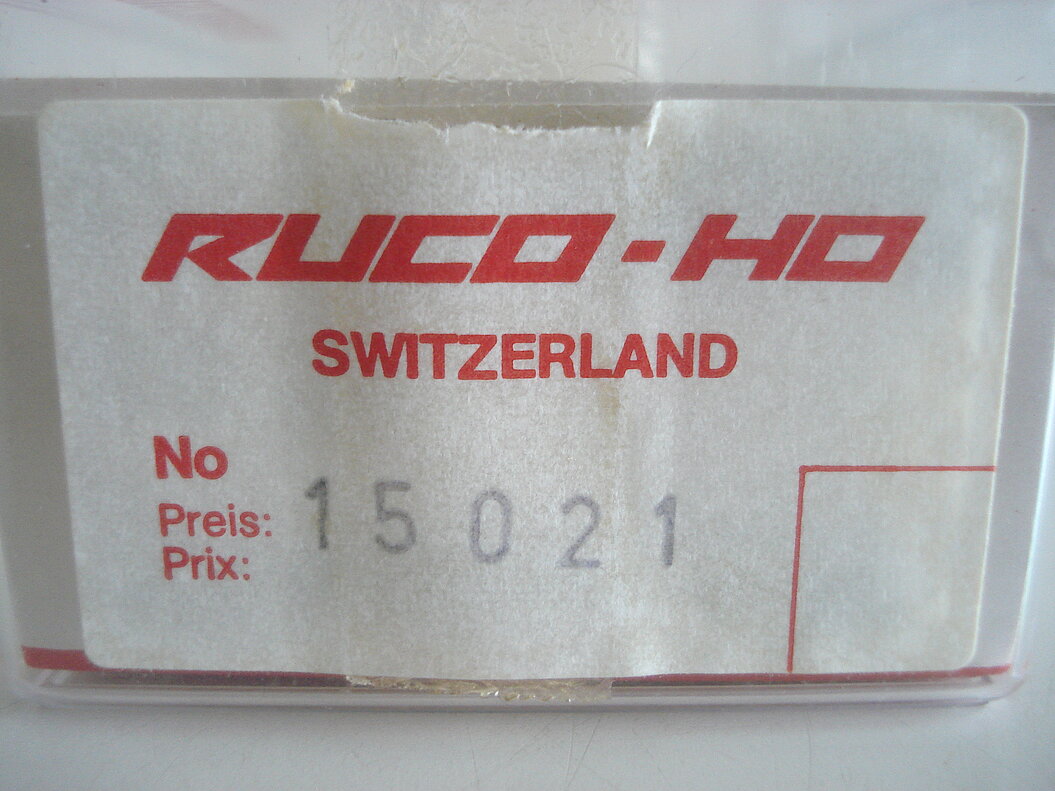 RUCO-HO
SWITZERLAND
No
Preis: 15021
Prix: